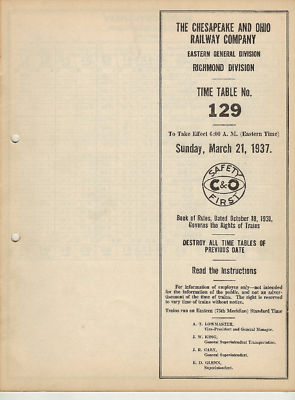 THE CHESAPEAKE AND OHIO
RAILWAY COMPANY
EASTERN GENERAL DIVISION
RICHMOND DIVISION
TIME TABLE No.
129
To Take Effect 6:00 A. M. (Eastern Time)
Sunday, March 21, 1937.
SAFETY
C&O
FIRST
Book of Rules, Dated October 18, 1931,
Governs the Rights of Trains
DESTROY ALL TIME TABLES OF
PREVIOUS DATE
Read the Instructions
For information of employes only—not intended
for the information of the public, and not an adver-
tisement of the time of trains. The right is reserved
to vary time of trains without notice.
Trains run on Eastern (75th Meridian) Standard Time
Vice-President and General Manager.
J. W. KING,
General Superintendent Transportation.
J. B. CARY,
General Superintendent.
Superintendent.